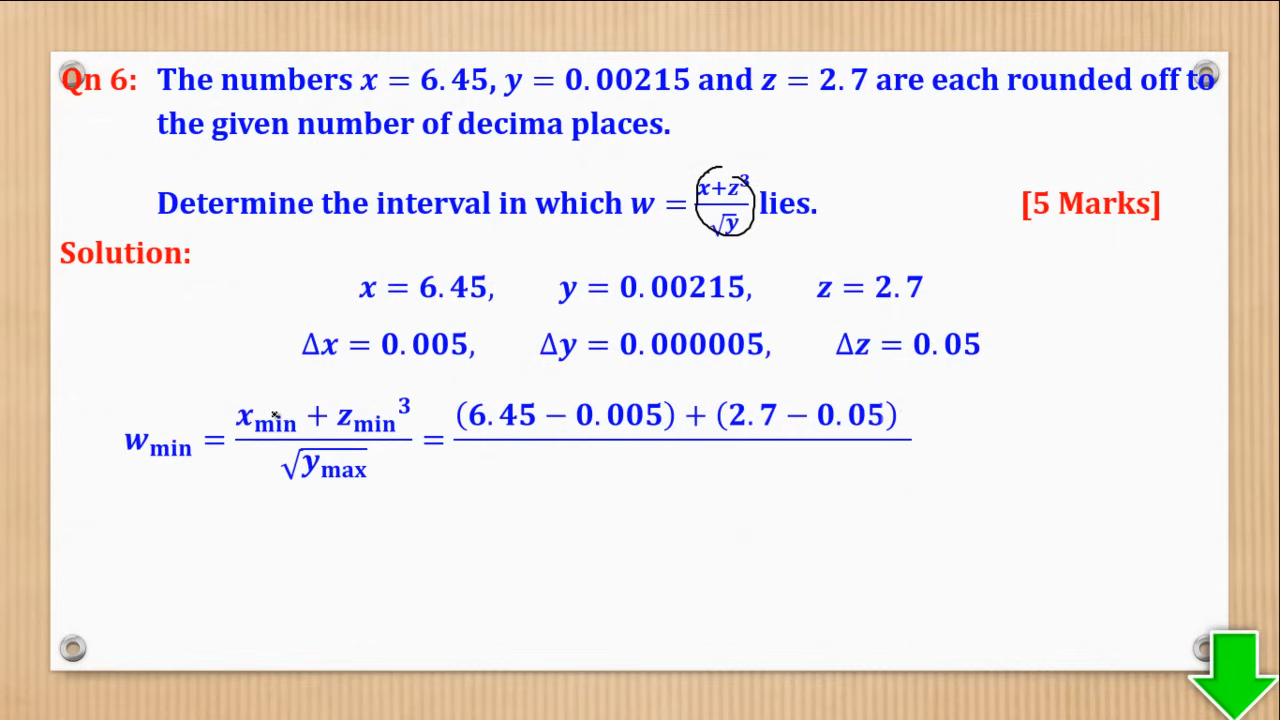 Qn 6: The numbers x = 6.45, y = 0.00215 and z = 2.7 are each rounded off to
the given number of decima places.
Determine the interval in which w = (x+z³)/√y lies. [5 Marks]
Solution:
x = 6.45, y = 0.00215, z = 2.7
Δx = 0.005, Δy = 0.000005, Δz = 0.05
w_min = (x_min + z_min³)/√y_max = (6.45 − 0.005) + (2.7 − 0.05)